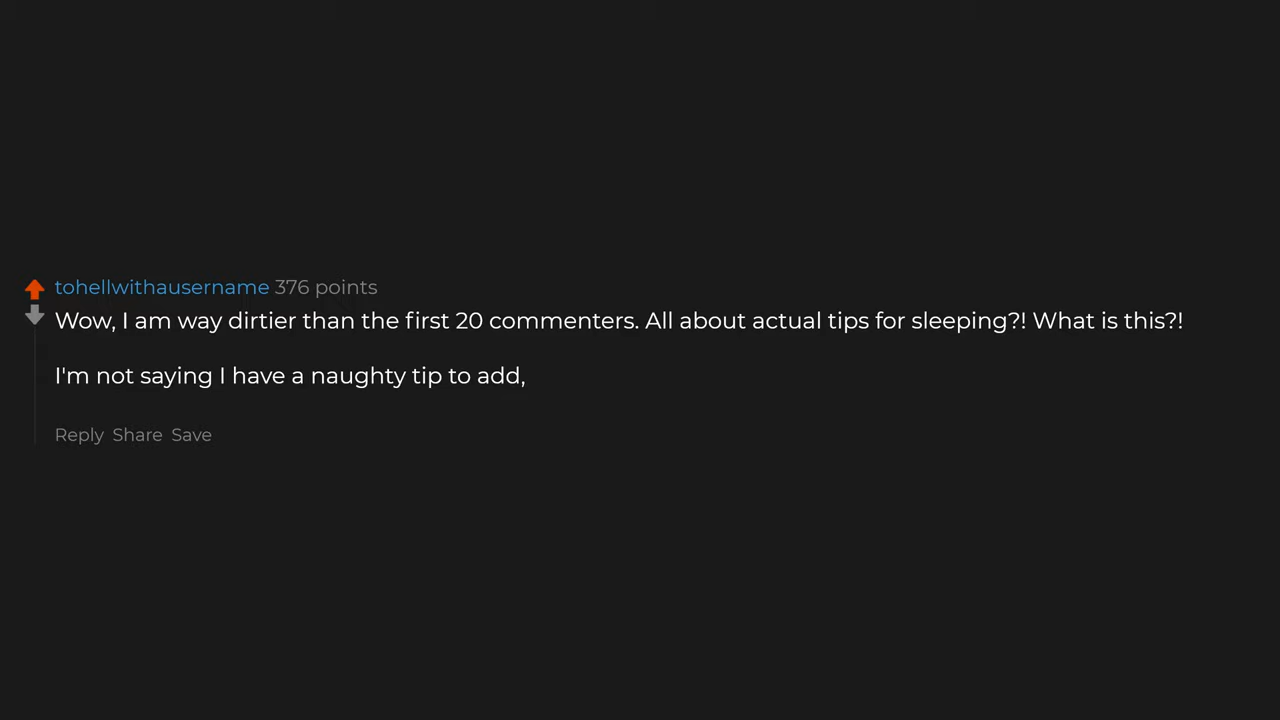 tohellwithausername 376 points
Wow, I am way dirtier than the first 20 commenters. All about actual tips for sleeping?! What is this?!
I'm not saying I have a naughty tip to add,
Reply Share Save